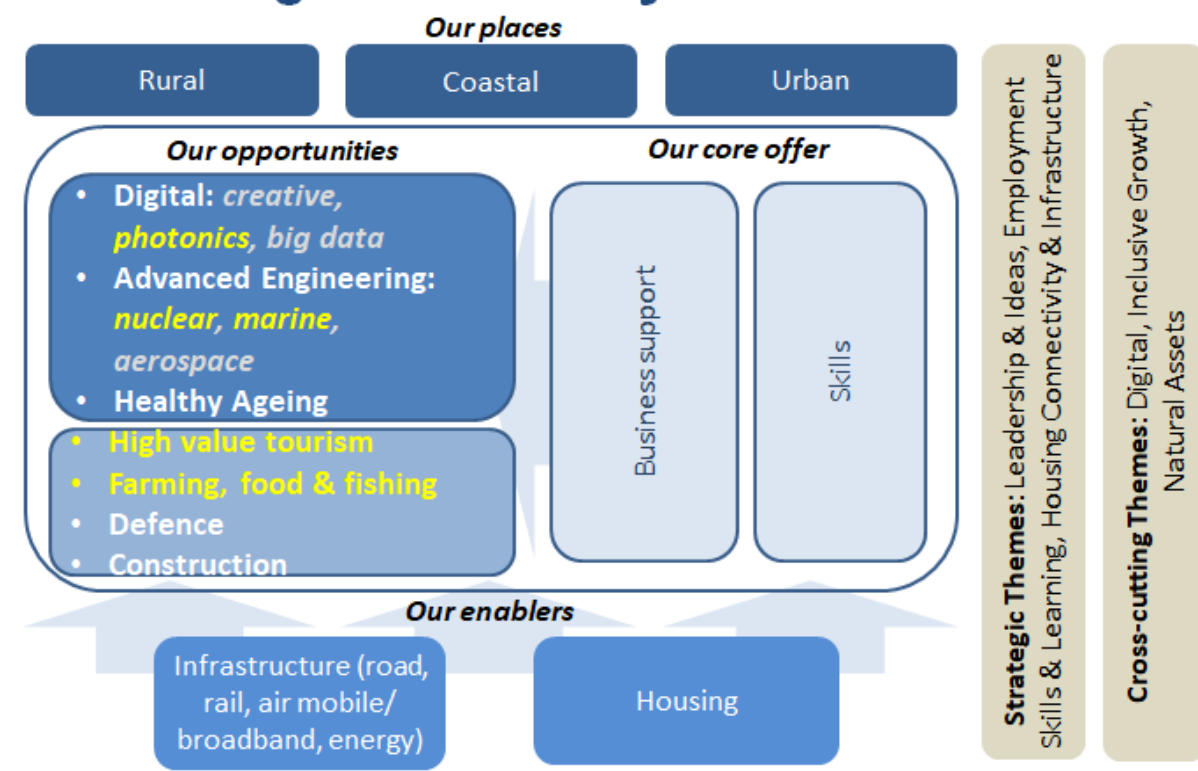 Our places
Rural
Coastal
Urban
Our opportunities
• Digital: creative,
photonics, big data
• Advanced Engineering:
nuclear, marine,
aerospace
• Healthy Ageing
• High value tourism
• Farming, food & fishing
• Defence
• Construction
Our core offer
Business support
Skills
Our enablers
Infrastructure (road,
rail, air mobile/
broadband, energy)
Housing
Strategic Themes: Leadership & Ideas, Employment
Skills & Learning, Housing Connectivity & Infrastructure
Cross-cutting Themes: Digital, Inclusive Growth,
Natural Assets